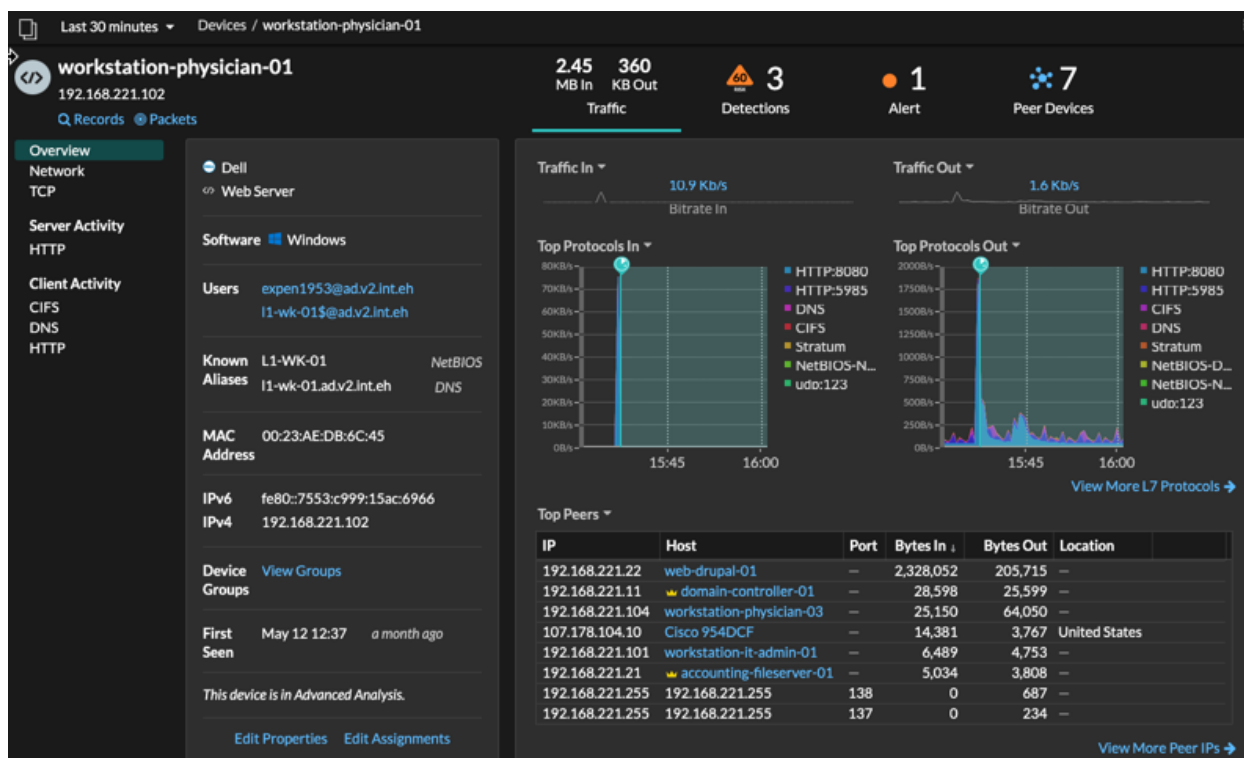 Last 30 minutes Devices / workstation-physician-01
workstation-physician-01
192.168.221.102
Records Packets
2.45 MB In 360 KB Out
Traffic
60 RISK 3
Detections
1
Alert
7
Peer Devices
Overview
Network
TCP
Server Activity
HTTP
Client Activity
CIFS
DNS
HTTP
Dell
Web Server
Software Windows
Users expen1953@ad.v2.int.eh
l1-wk-01$@ad.v2.int.eh
Known Aliases L1-WK-01 NetBIOS
l1-wk-01.ad.v2.int.eh DNS
MAC Address 00:23:AE:DB:6C:45
IPv6 fe80::7553:c999:15ac:6966
IPv4 192.168.221.102
Device Groups View Groups
First Seen May 12 12:37 a month ago
This device is in Advanced Analysis.
Edit Properties Edit Assignments
Traffic In
10.9 Kb/s
Bitrate In
Traffic Out
1.6 Kb/s
Bitrate Out
Top Protocols In
80KB/s
70KB/s
60KB/s
50KB/s
40KB/s
30KB/s
20KB/s
10KB/s
0B/s
15:45 16:00
HTTP:8080
HTTP:5985
DNS
CIFS
Stratum
NetBIOS-N...
udp:123
Top Protocols Out
2000B/s
1750B/s
1500B/s
1250B/s
1000B/s
750B/s
500B/s
250B/s
0B/s
15:45 16:00
HTTP:8080
HTTP:5985
CIFS
DNS
Stratum
NetBIOS-D...
NetBIOS-N...
udp:123
View More L7 Protocols
Top Peers
IP Host Port Bytes In ↓ Bytes Out Location
192.168.221.22 web-drupal-01 — 2,328,052 205,715 —
192.168.221.11 domain-controller-01 — 28,598 25,599 —
192.168.221.104 workstation-physician-03 — 25,150 64,050 —
107.178.104.10 Cisco 954DCF — 14,381 3,767 United States
192.168.221.101 workstation-it-admin-01 — 6,489 4,753 —
192.168.221.21 accounting-fileserver-01 — 5,034 3,808 —
192.168.221.255 192.168.221.255 138 0 687 —
192.168.221.255 192.168.221.255 137 0 234 —
View More Peer IPs